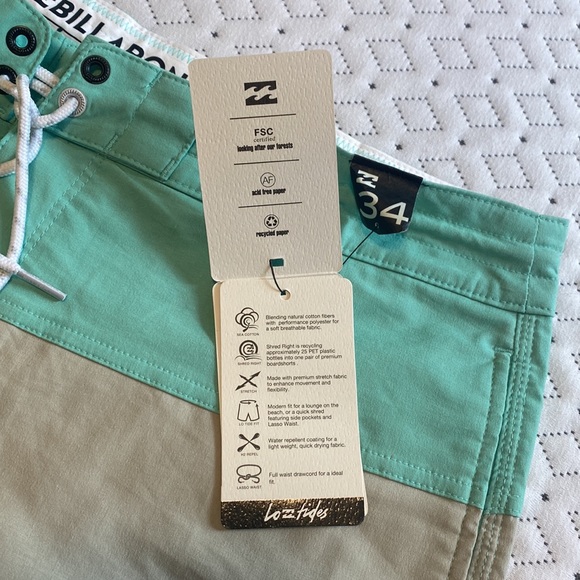 BILLABONG
34
FSC
certified
looking after our forests
AF
acid free paper
recycled paper
Blending natural cotton fibers
with performance polyester for
a soft breathable fabric.
SEA COTTON
Shred Right is recycling
approximately 25 PET plastic
bottles into one pair of premium
boardshorts.
SHRED RIGHT
Made with premium stretch fabric
to enhance movement and
flexibility.
STRETCH
Modern fit for a lounge on the
beach, or a quick shred
featuring side pockets and
Lasso Waist.
LO TIDE FIT
Water repellent coating for a
light weight, quick drying fabric.
H2 REPEL
Full waist drawcord for a ideal
fit.
LASSO WAIST
Lo tides